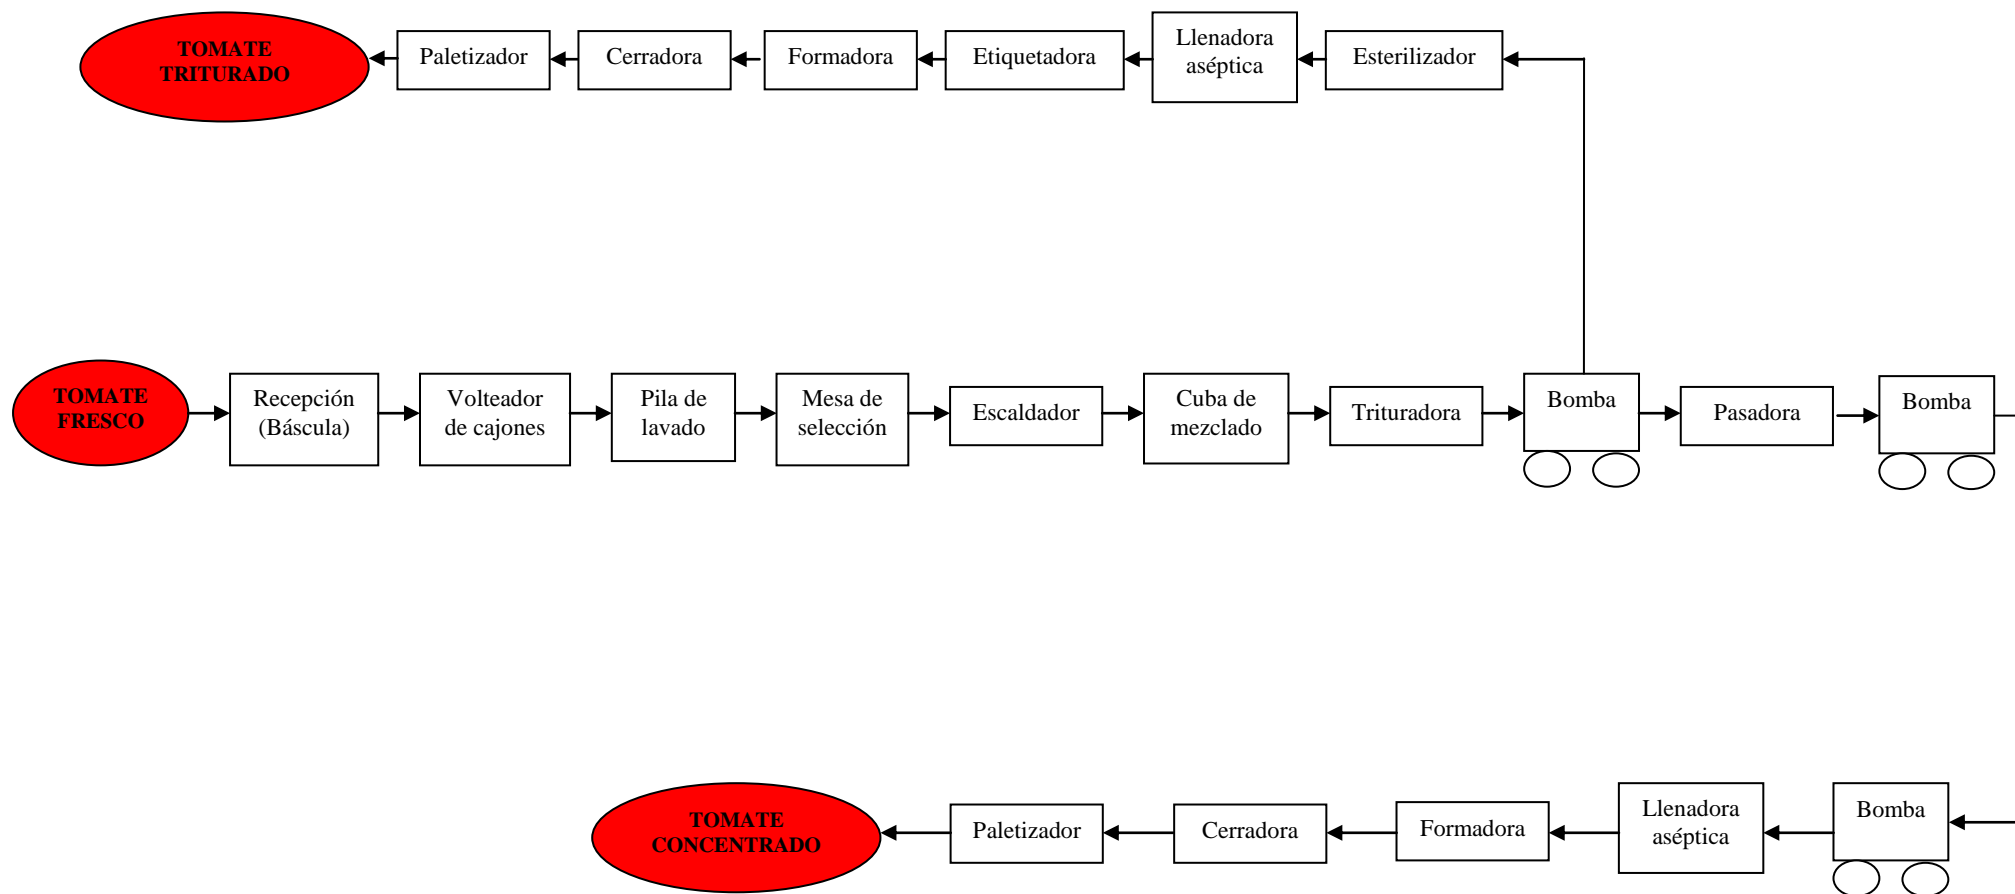 TOMATE
TRITURADO
Paletizador
Cerradora
Formadora
Etiquetadora
Llenadora
aséptica
Esterilizador
TOMATE
FRESCO
Recepción
(Báscula)
Volteador
de cajones
Pila de
lavado
Mesa de
selección
Escaldador
Cuba de
mezclado
Trituradora
Bomba
Pasadora
Bomba
TOMATE
CONCENTRADO
Paletizador
Cerradora
Formadora
Llenadora
aséptica
Bomba